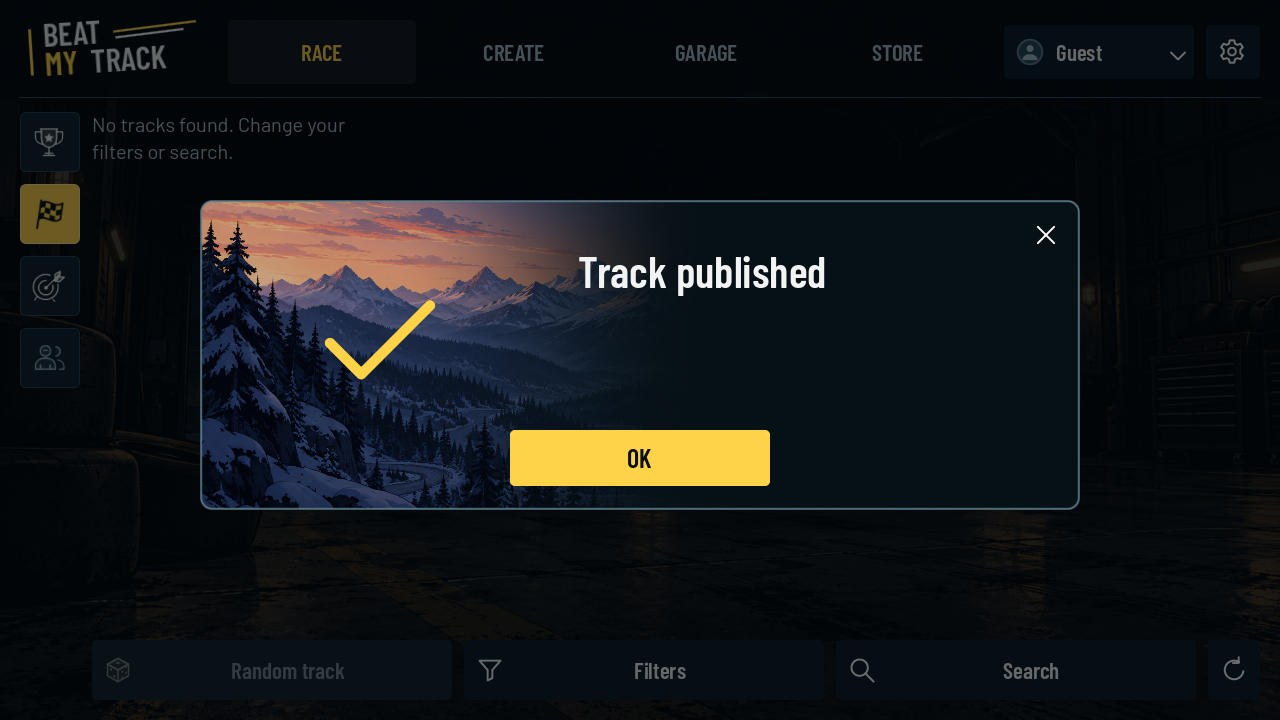 BEAT
MY TRACK
RACE
CREATE
GARAGE
STORE
Guest
No tracks found. Change your
filters or search.
Track published
OK
Random track
Filters
Search